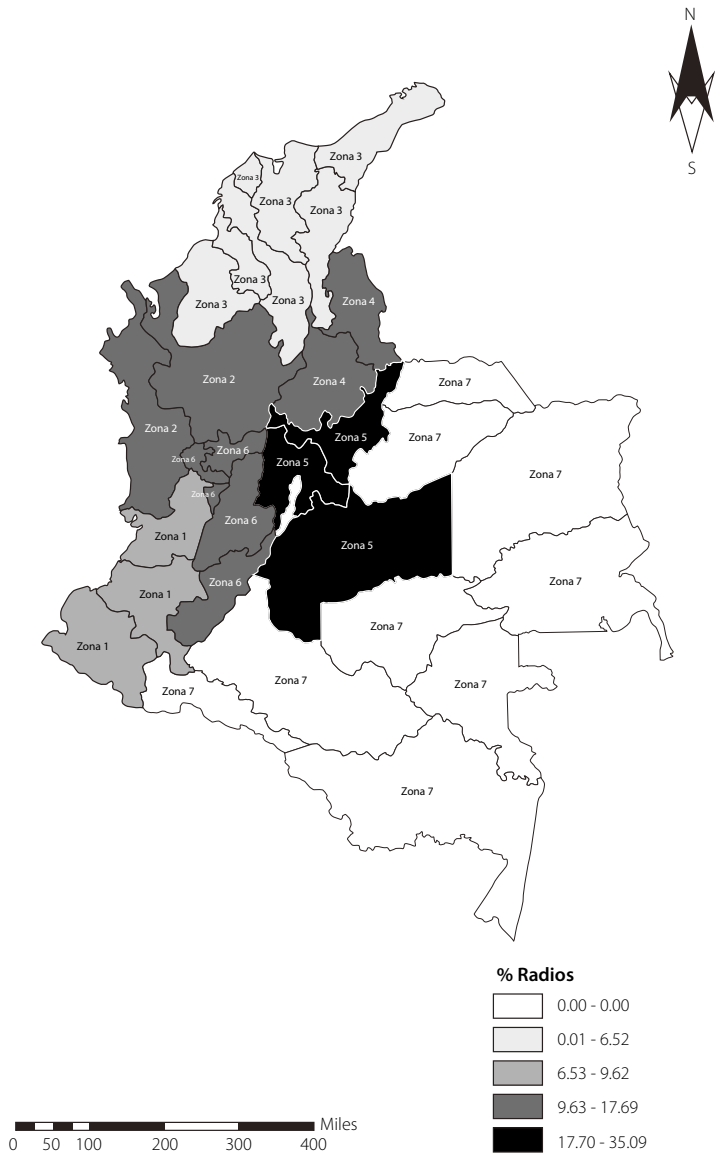 N
S
Zona 3
Zona 3
Zona 3
Zona 3
Zona 3
Zona 3
Zona 3
Zona 4
Zona 2
Zona 4
Zona 7
Zona 2
Zona 6
Zona 5
Zona 7
Zona 6
Zona 5
Zona 7
Zona 6
Zona 6
Zona 1
Zona 5
Zona 7
Zona 6
Zona 1
Zona 7
Zona 1
Zona 7
Zona 7
Zona 7
Zona 7
% Radios
0.00 - 0.00
0.01 - 6.52
6.53 - 9.62
9.63 - 17.69
17.70 - 35.09
Miles
0 50 100 200 300 400